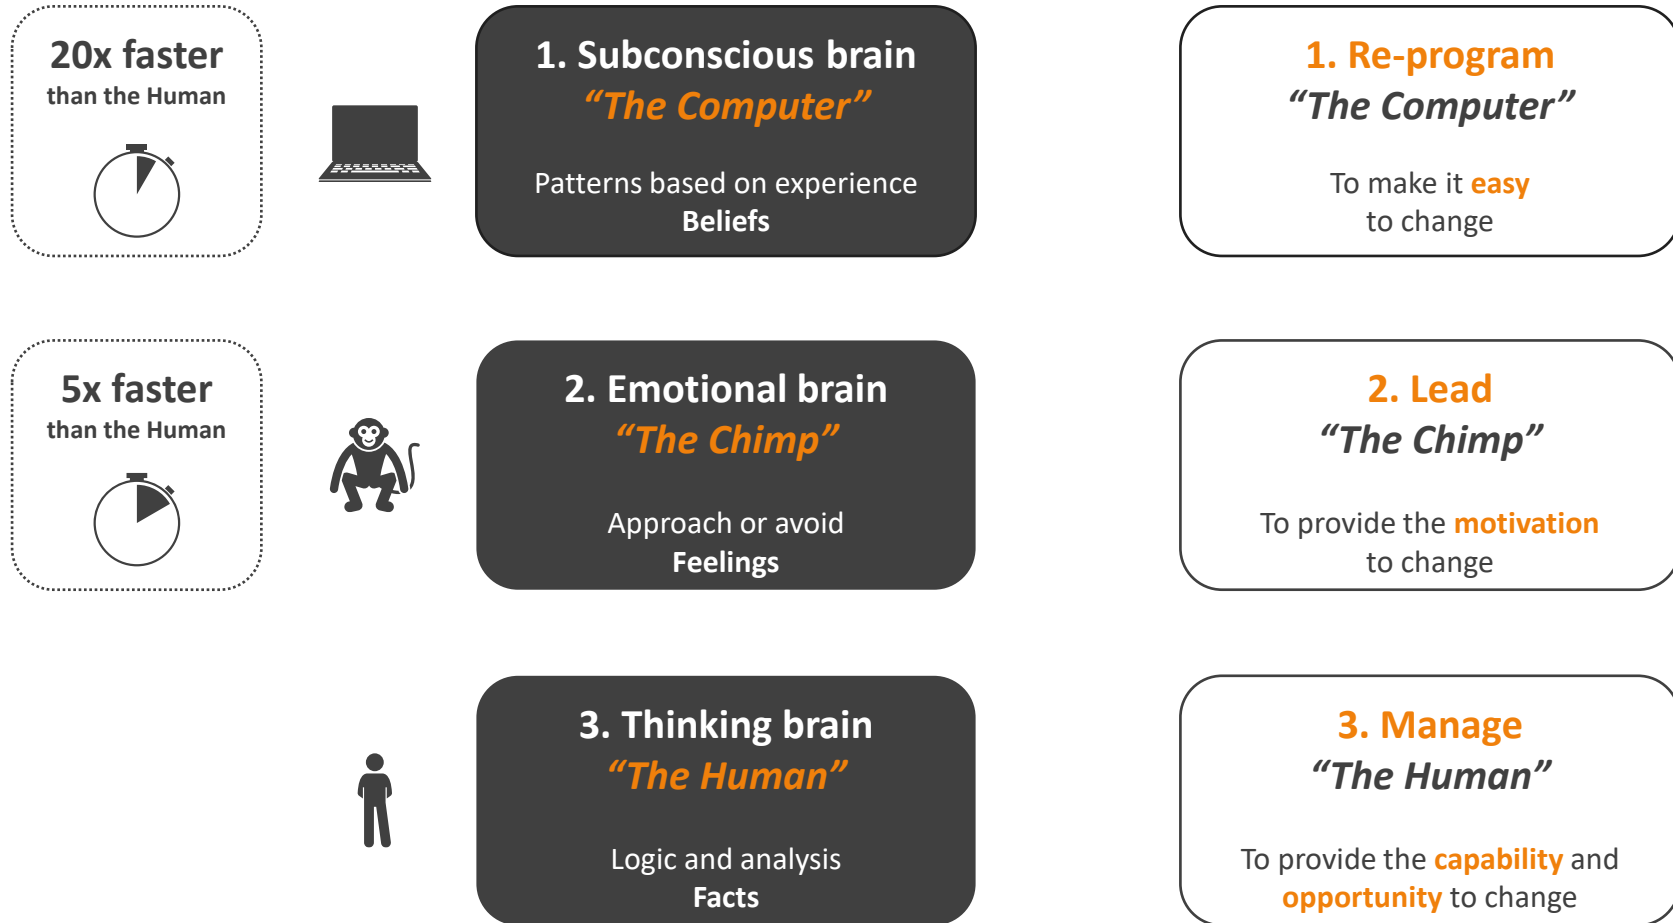 20x faster
than the Human
1. Subconscious brain
“The Computer”
Patterns based on experience
Beliefs
1. Re-program
“The Computer”
To make it easy
to change
5x faster
than the Human
2. Emotional brain
“The Chimp”
Approach or avoid
Feelings
2. Lead
“The Chimp”
To provide the motivation
to change
3. Thinking brain
“The Human”
Logic and analysis
Facts
3. Manage
“The Human”
To provide the capability and
opportunity to change